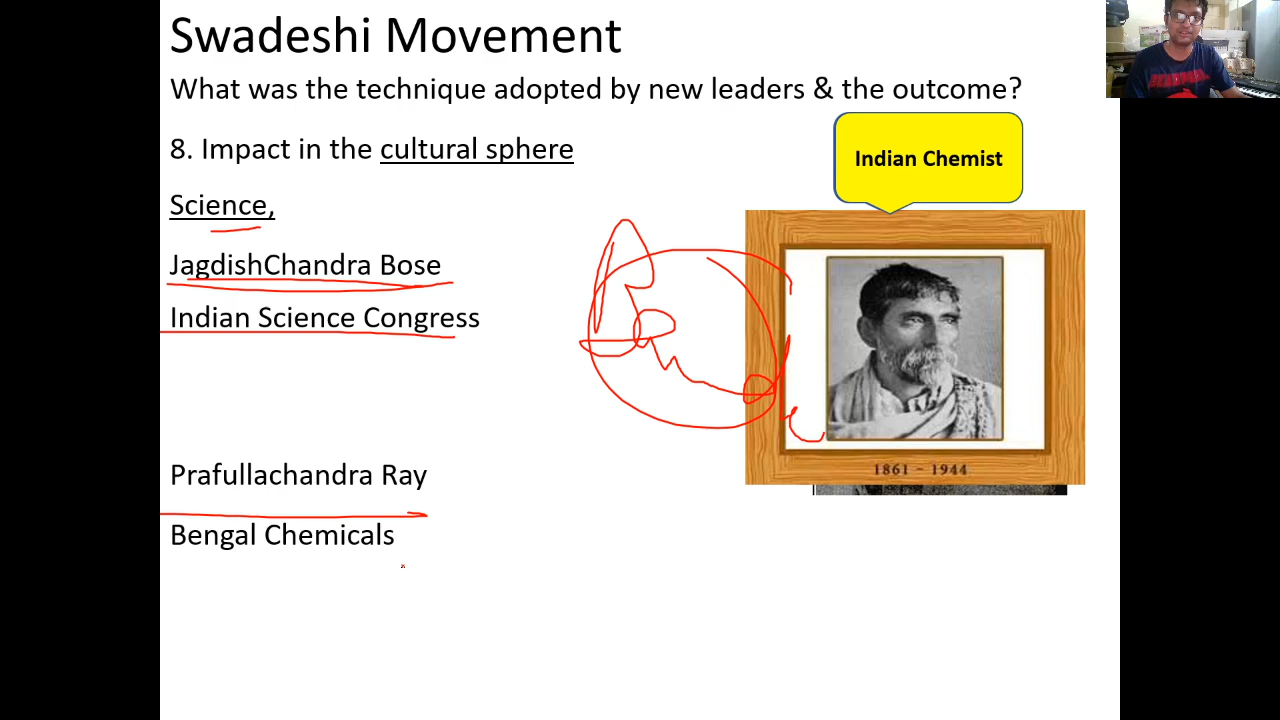 Swadeshi Movement
What was the technique adopted by new leaders & the outcome?
8. Impact in the cultural sphere
Indian Chemist
Science,
JagdishChandra Bose
Indian Science Congress
1861 - 1944
Prafullachandra Ray
Bengal Chemicals